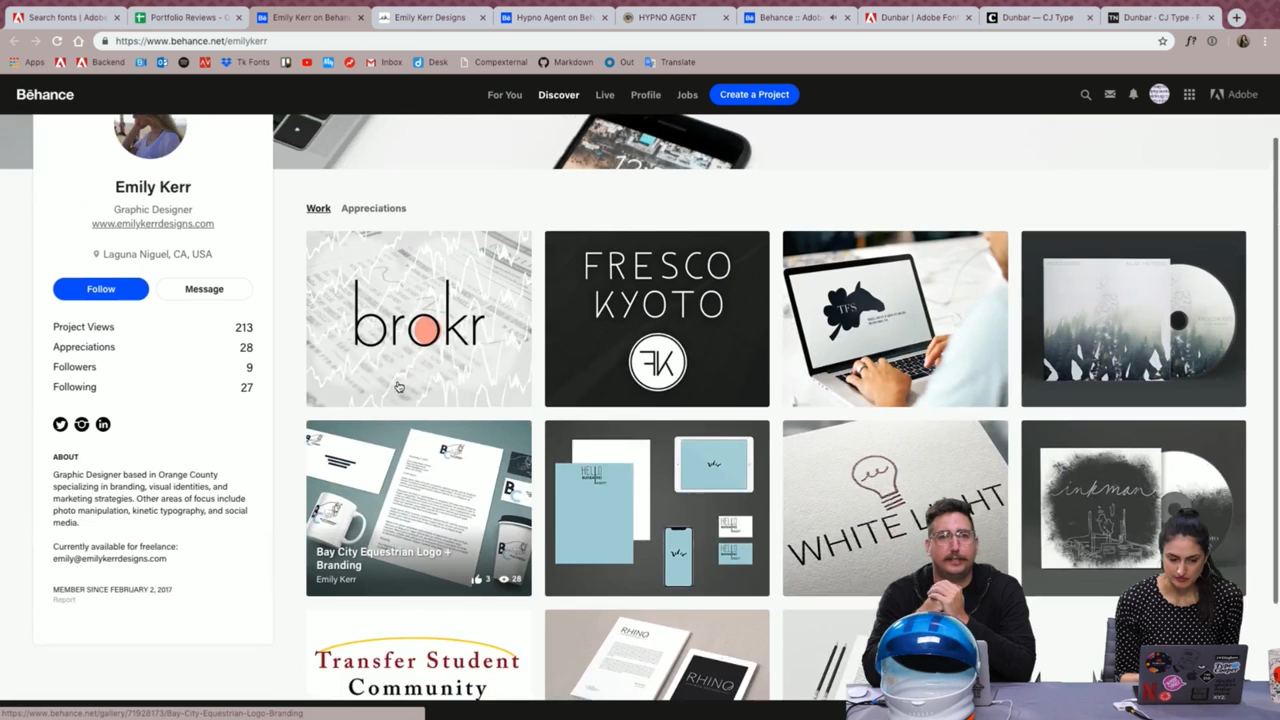 Search fonts | Adobe
Portfolio Reviews - G
Emily Kerr on Behance
Emily Kerr Designs
Hypno Agent on Be
HYPNO AGENT
Behance :: Adob
Dunbar | Adobe Fon
Dunbar — CJ Type
Dunbar - CJ Type - F
https://www.behance.net/emilykerr
Apps
Backend
Tk Fonts
Inbox
Desk
Compexternal
Markdown
Out
Translate
Bēhance
For You
Discover
Live
Profile
Jobs
Create a Project
Adobe
Emily Kerr
Graphic Designer
www.emilykerrdesigns.com
Laguna Niguel, CA, USA
Follow
Message
Project Views 213
Appreciations 28
Followers 9
Following 27
ABOUT
Graphic Designer based in Orange County
specializing in branding, visual identities, and
marketing strategies. Other areas of focus include
photo manipulation, kinetic typography, and social
media.
Currently available for freelance:
emily@emilykerrdesigns.com
MEMBER SINCE FEBRUARY 2, 2017
Report
Work
Appreciations
brokr
FRESCO
KYOTO
FK
TFS
Bay City Equestrian Logo +
Branding
Emily Kerr
3
28
HELLO
WHITE LIGHT
inkman
Transfer Student
Community
RHINO
RHINO
https://www.behance.net/gallery/71928173/Bay-City-Equestrian-Logo-Branding